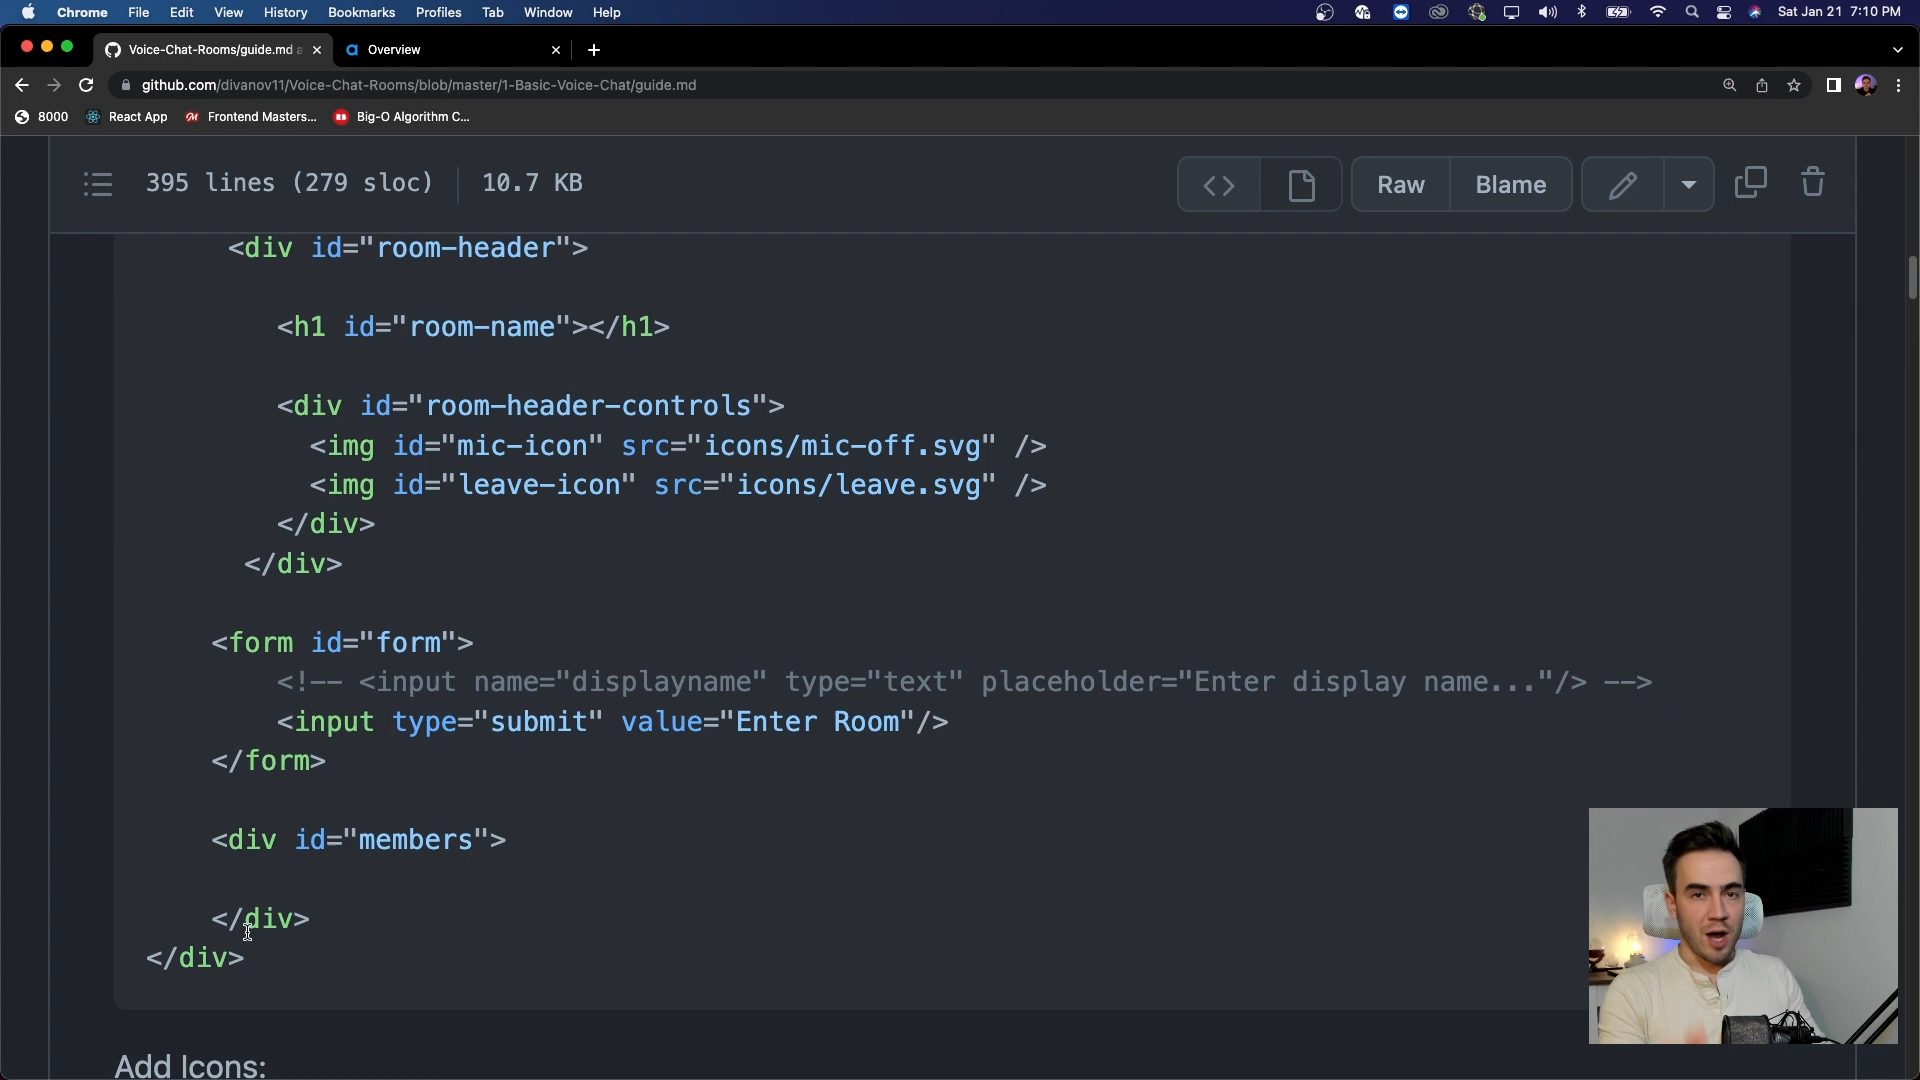 Chrome File Edit View History Bookmarks Profiles Tab Window Help Sat Jan 21 7:10 PM
Voice-Chat-Rooms/guide.md a Overview
github.com/divanov11/Voice-Chat-Rooms/blob/master/1-Basic-Voice-Chat/guide.md
8000 React App Frontend Masters... Big-O Algorithm C...
395 lines (279 sloc) 10.7 KB Raw Blame
<div id="room-header">
<h1 id="room-name"></h1>
<div id="room-header-controls">
<img id="mic-icon" src="icons/mic-off.svg" />
<img id="leave-icon" src="icons/leave.svg" />
</div>
</div>
<form id="form">
<!-- <input name="displayname" type="text" placeholder="Enter display name..."/> -->
<input type="submit" value="Enter Room"/>
</form>
<div id="members">
</div>
</div>
Add Icons: